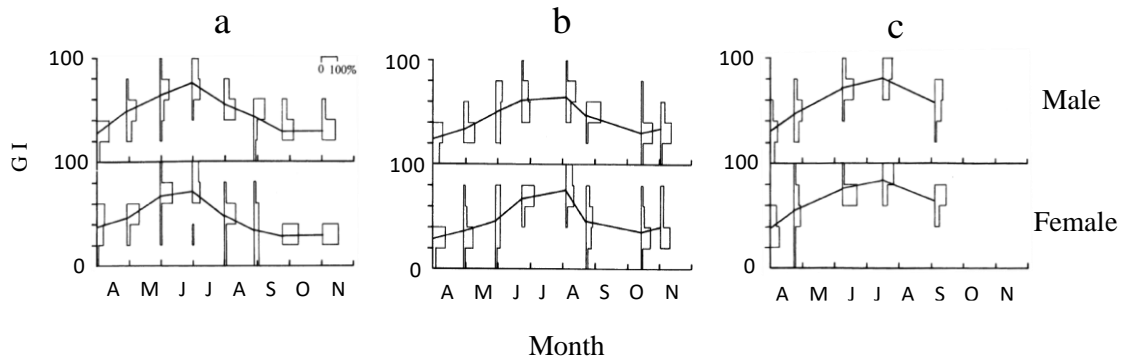 a b c
100 100 100
0 100%
Male
G I
100 100 100
Female
0 0 0
A M J J A S O N A M J J A S O N A M J J A S O N
Month